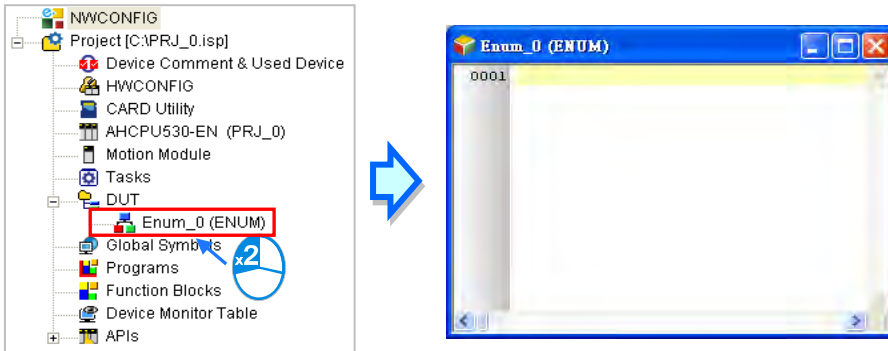 NWCONFIG
Project [C:\PRJ_0.isp]
Device Comment & Used Device
HWCONFIG
CARD Utility
AHCPU530-EN (PRJ_0)
Motion Module
Tasks
DUT
Enum_0 (ENUM)
Global Symbols
x2
Programs
Function Blocks
Device Monitor Table
APIs
Enum_0 (ENUM)
0001